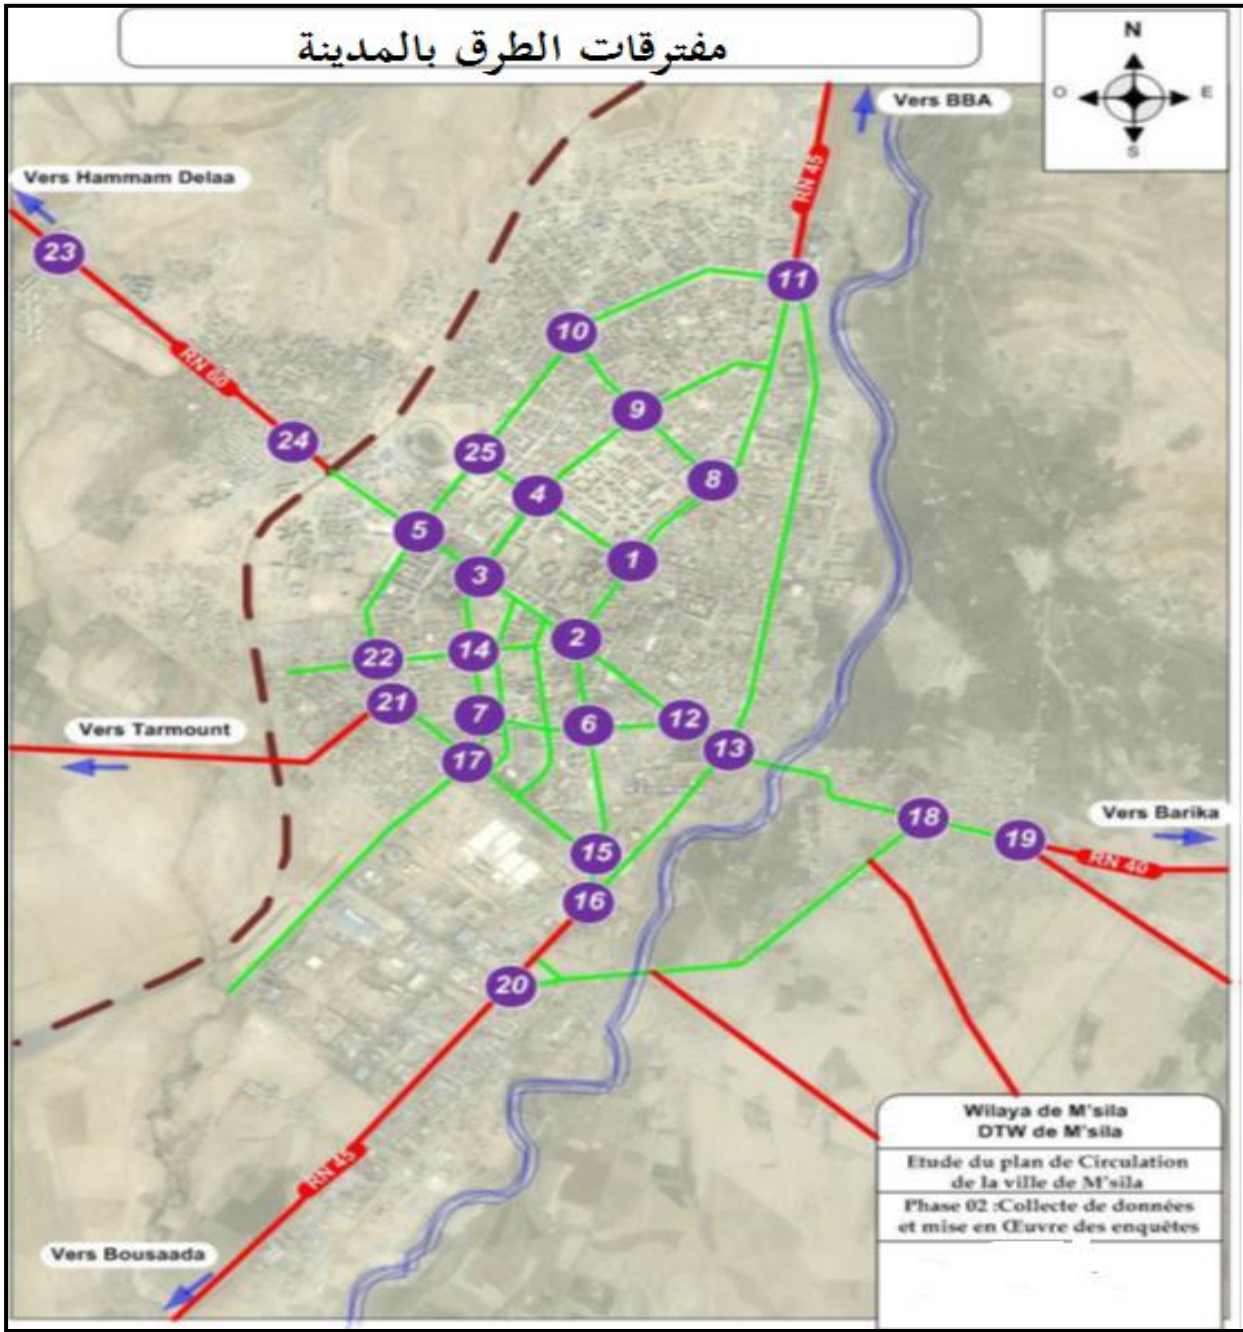 مفترقات الطرق بالمدينة
N
O
E
S
Vers BBA
Vers Hammam Delaa
RN 45
23
11
10
RN 60
9
24
25
8
4
5
1
3
2
14
22
21
7
12
6
Vers Tarmount
13
17
Vers Barika
18
19
15
RN 40
16
20
Wilaya de M'sila
DTW de M'sila
Etude du plan de Circulation
de la ville de M'sila
RN 45
Phase 02 :Collecte de données
et mise en Œuvre des enquêtes
Vers Bousaada